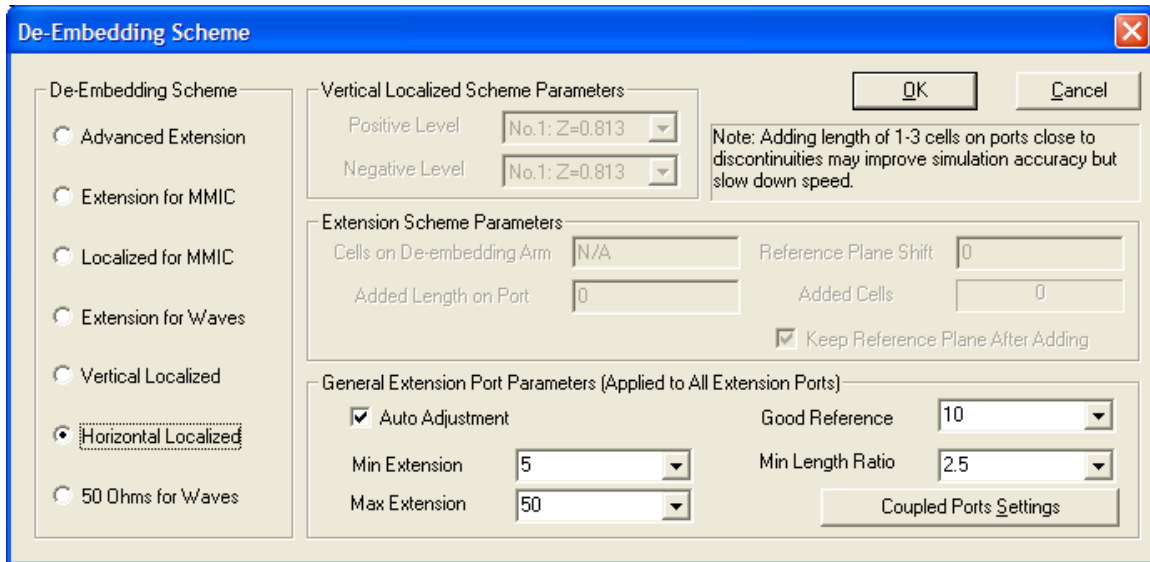 De-Embedding Scheme
De-Embedding Scheme
Advanced Extension
Extension for MMIC
Localized for MMIC
Extension for Waves
Vertical Localized
Horizontal Localized
50 Ohms for Waves
Vertical Localized Scheme Parameters
Positive Level No.1: Z=0.813
Negative Level No.1: Z=0.813
OK Cancel
Note: Adding length of 1-3 cells on ports close to
discontinuities may improve simulation accuracy but
slow down speed.
Extension Scheme Parameters
Cells on De-embedding Arm N/A Reference Plane Shift 0
Added Length on Port 0 Added Cells 0
Keep Reference Plane After Adding
General Extension Port Parameters (Applied to All Extension Ports)
Auto Adjustment Good Reference 10
Min Extension 5 Min Length Ratio 2.5
Max Extension 50 Coupled Ports Settings